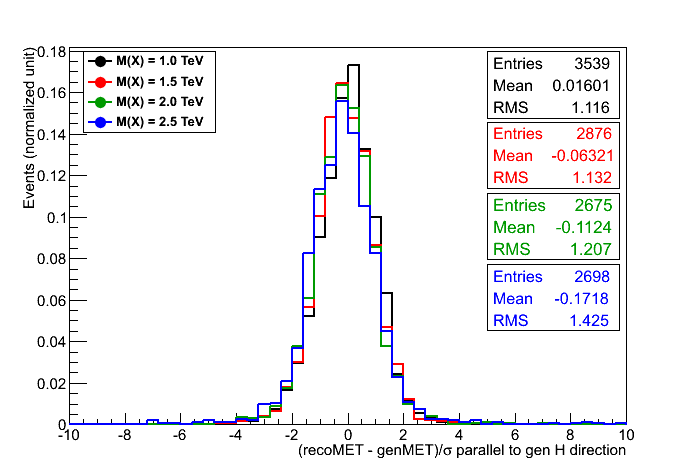 Events (normalized unit)
0.18
0.16
0.14
0.12
0.1
0.08
0.06
0.04
0.02
0
M(X) = 1.0 TeV
M(X) = 1.5 TeV
M(X) = 2.0 TeV
M(X) = 2.5 TeV
Entries 3539
Mean 0.01601
RMS 1.116
Entries 2876
Mean -0.06321
RMS 1.132
Entries 2675
Mean -0.1124
RMS 1.207
Entries 2698
Mean -0.1718
RMS 1.425
-10 -8 -6 -4 -2 0 2 4 6 8 10
(recoMET - genMET)/σ parallel to gen H direction